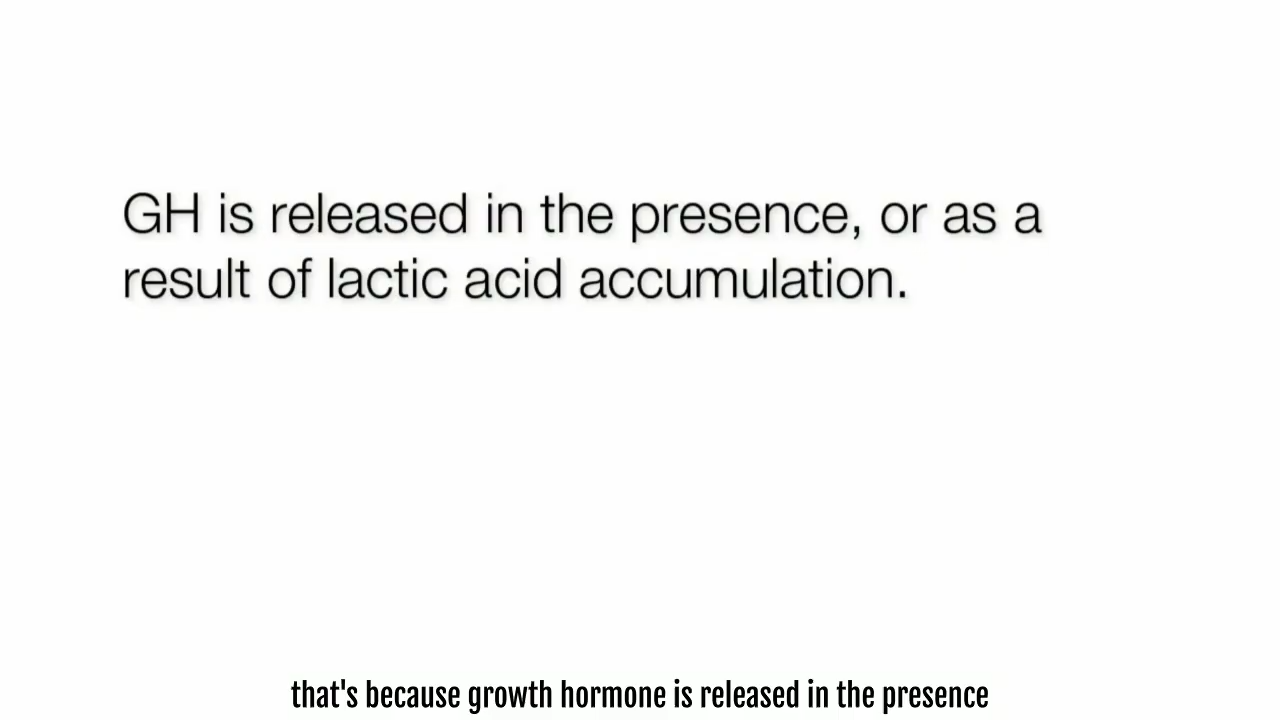 GH is released in the presence, or as a
result of lactic acid accumulation.
that's because growth hormone is released in the presence